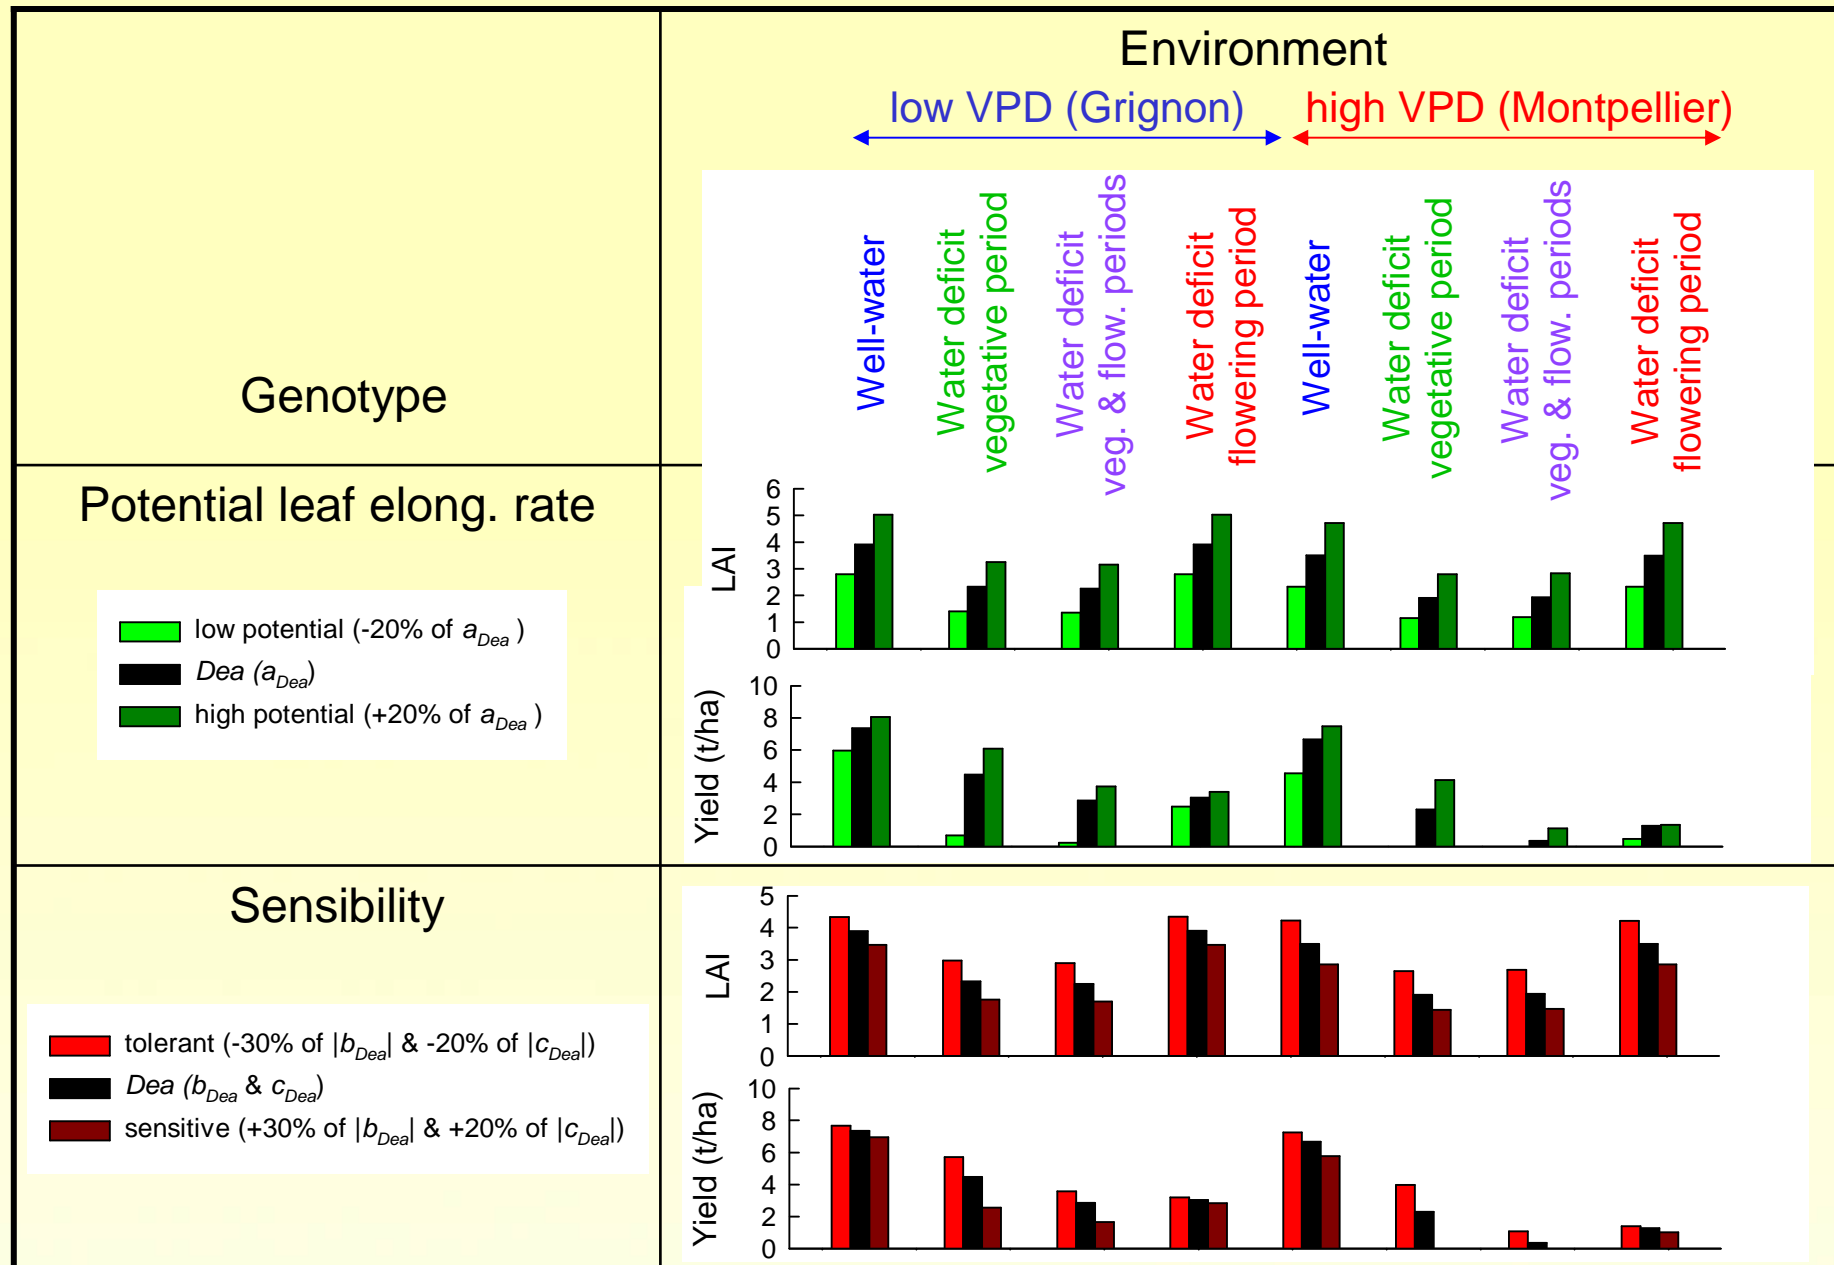 Environment
low VPD (Grignon)
high VPD (Montpellier)
Genotype
Well-water
Water deficit
vegetative period
Water deficit
veg. & flow. periods
Water deficit
flowering period
Well-water
Water deficit
vegetative period
Water deficit
veg. & flow. periods
Water deficit
flowering period
Potential leaf elong. rate
low potential (-20% of aDea )
Dea (aDea)
high potential (+20% of aDea )
LAI
6
5
4
3
2
1
0
Yield (t/ha)
10
8
6
4
2
0
Sensibility
tolerant (-30% of |bDea| & -20% of |cDea|)
Dea (bDea & cDea)
sensitive (+30% of |bDea| & +20% of |cDea|)
LAI
5
4
3
2
1
0
Yield (t/ha)
10
8
6
4
2
0